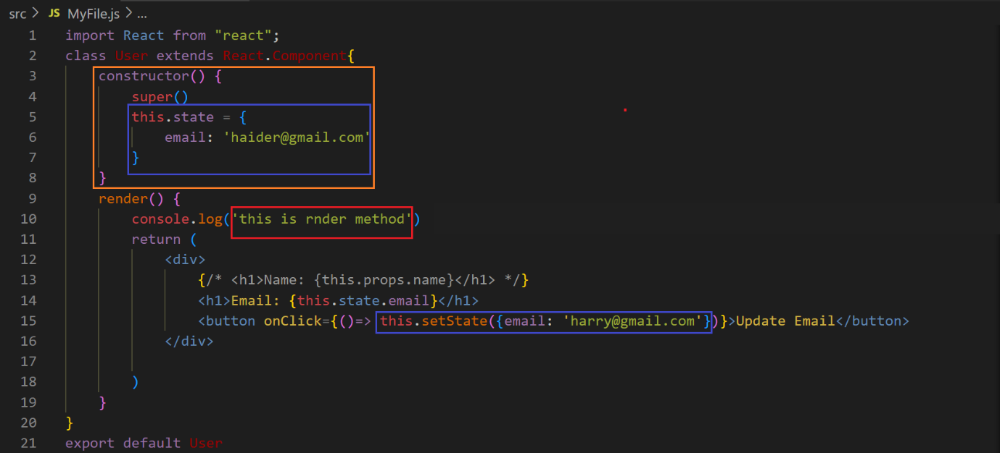 src > JS MyFile.js > ...
1 import React from "react";
2 class User extends React.Component{
3 constructor() {
4 super()
5 this.state = {
6 email: 'haider@gmail.com'
7 }
8 }
9 render() {
10 console.log('this is rnder method')
11 return (
12 <div>
13 {/* <h1>Name: {this.props.name}</h1> */}
14 <h1>Email: {this.state.email}</h1>
15 <button onClick={()=> this.setState({email: 'harry@gmail.com'})}>Update Email</button>
16 </div>
17
18 )
19 }
20 }
21 export default User